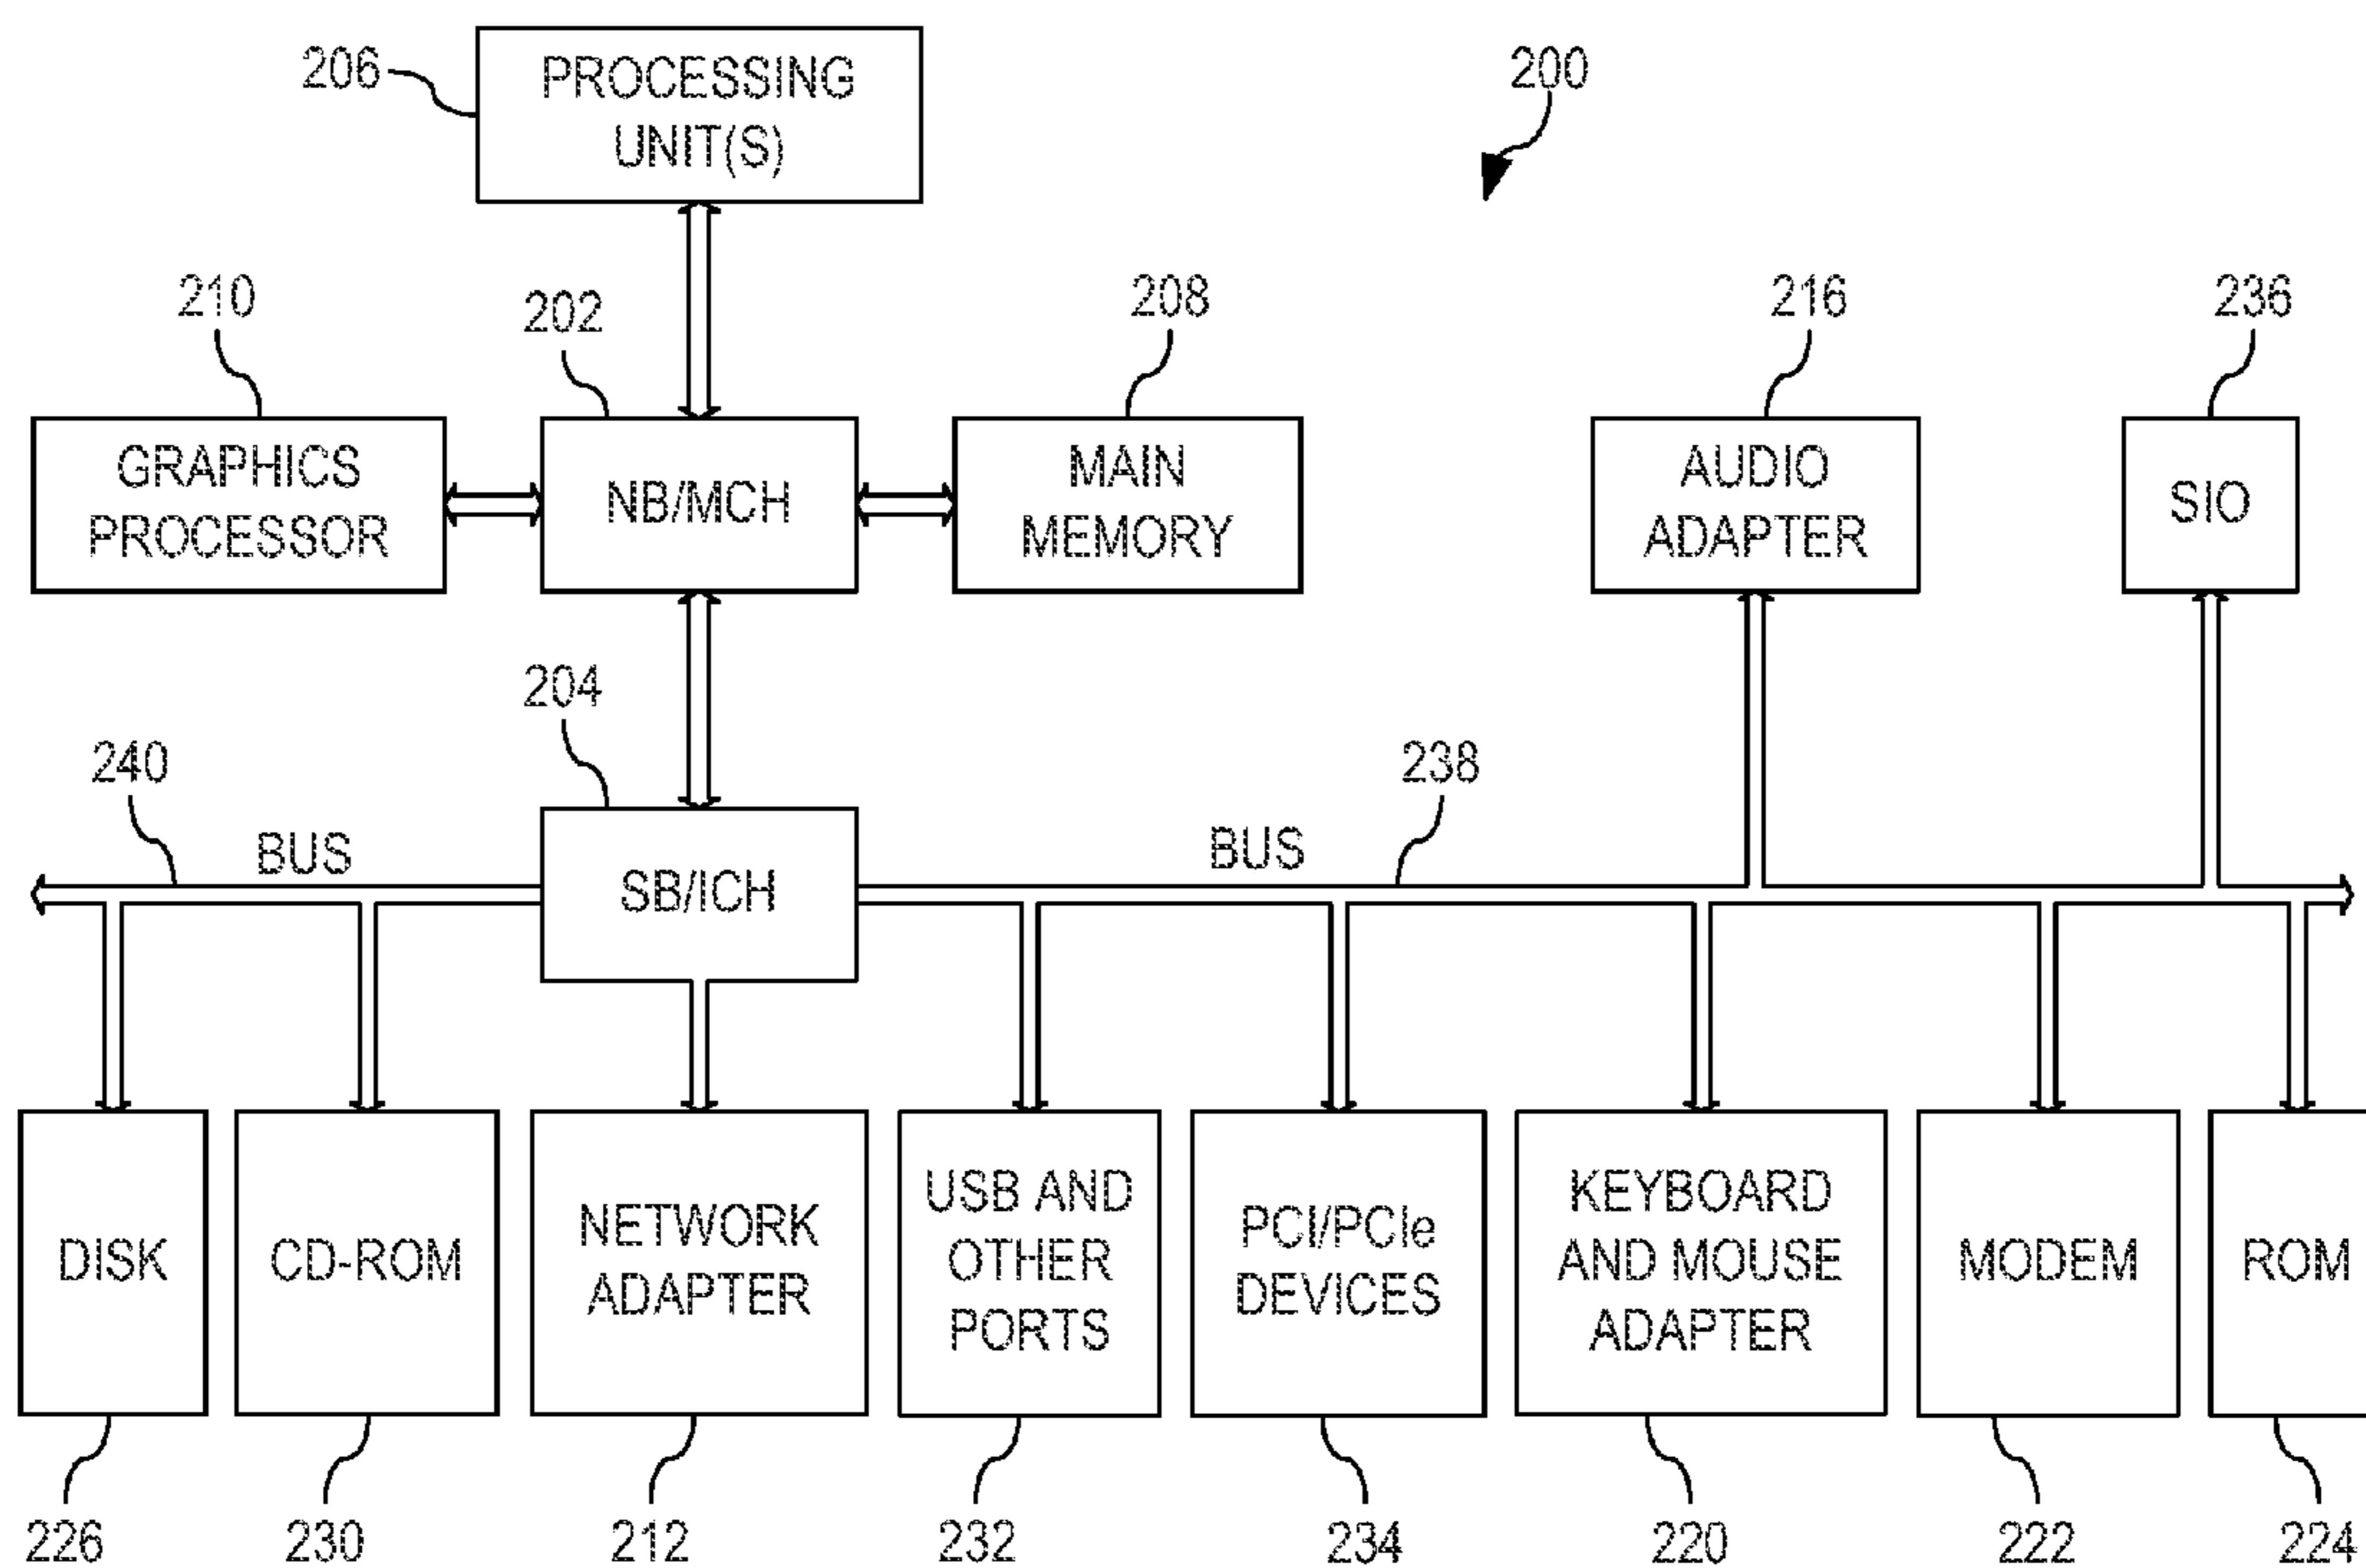 206
PROCESSING
UNIT(S)
200
210
202
208
216
236
GRAPHICS
PROCESSOR
NB/MCH
MAIN
MEMORY
AUDIO
ADAPTER
SIO
204
240
238
BUS
BUS
SB/ICH
DISK
CD-ROM
NETWORK
ADAPTER
USB AND
OTHER
PORTS
PCI/PCIe
DEVICES
KEYBOARD
AND MOUSE
ADAPTER
MODEM
ROM
226
230
212
232
234
220
222
224